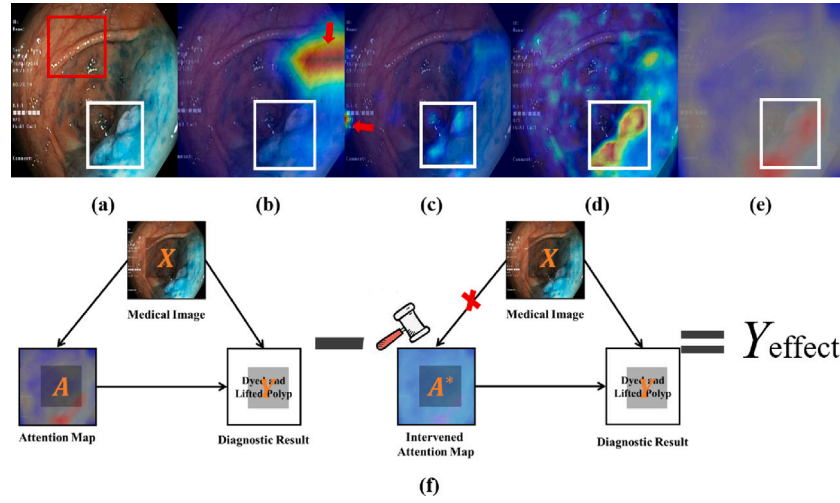 (a) (b) (c) (d) (e)
X X
Medical Image Medical Image
Y effect
A Dyed and Lifted Polyp Y A* Dyed and Lifted Polyp Y
Attention Map Diagnostic Result Intervened Attention Map Diagnostic Result
(f)